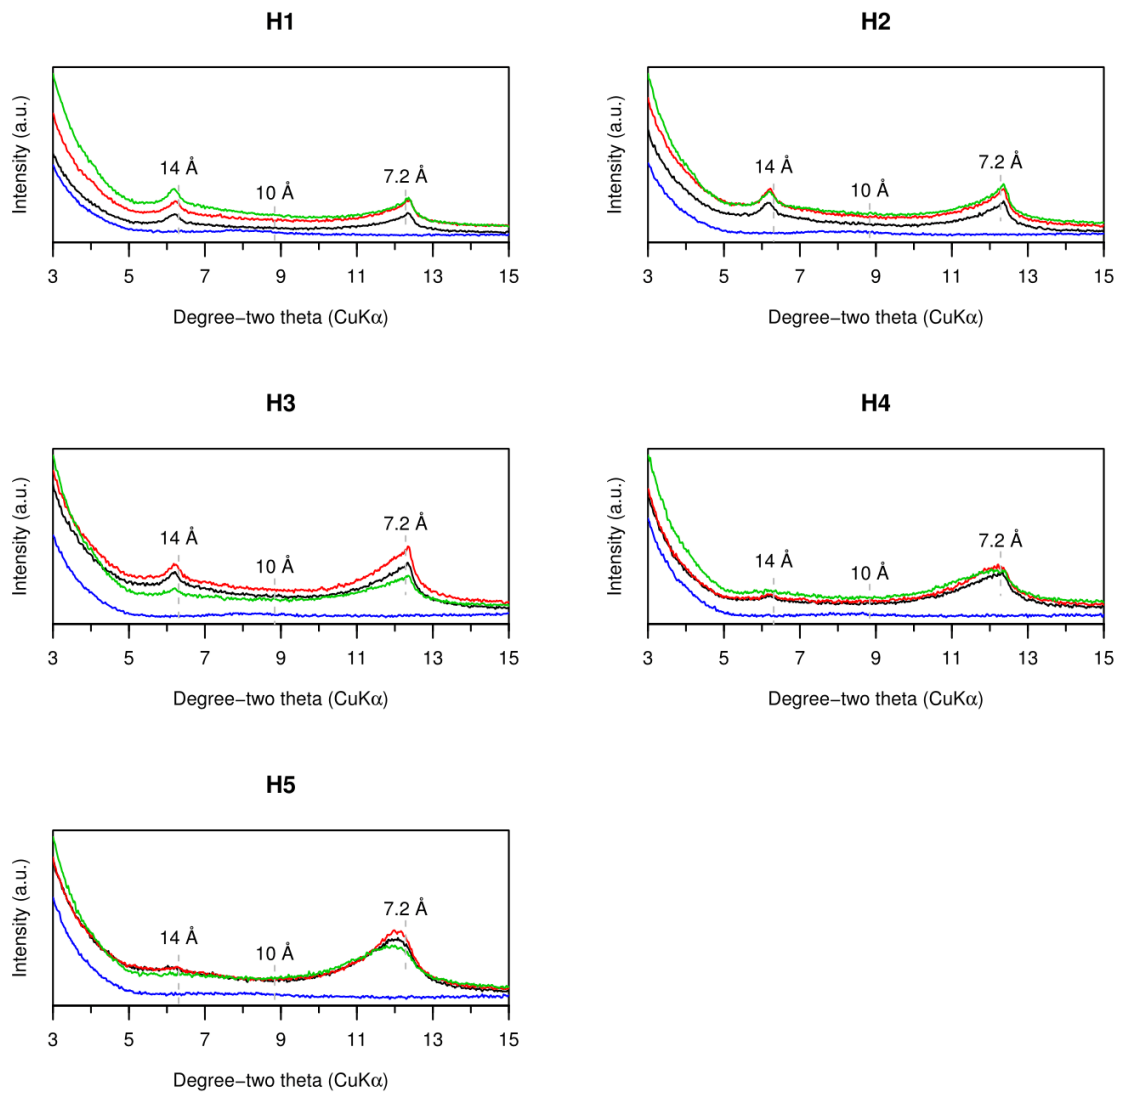 H1
Intensity (a.u.)
14 Å
10 Å
7.2 Å
3 5 7 9 11 13 15
Degree−two theta (CuKα)
H2
Intensity (a.u.)
14 Å
10 Å
7.2 Å
3 5 7 9 11 13 15
Degree−two theta (CuKα)
H3
Intensity (a.u.)
14 Å
10 Å
7.2 Å
3 5 7 9 11 13 15
Degree−two theta (CuKα)
H4
Intensity (a.u.)
14 Å
10 Å
7.2 Å
3 5 7 9 11 13 15
Degree−two theta (CuKα)
H5
Intensity (a.u.)
14 Å
10 Å
7.2 Å
3 5 7 9 11 13 15
Degree−two theta (CuKα)